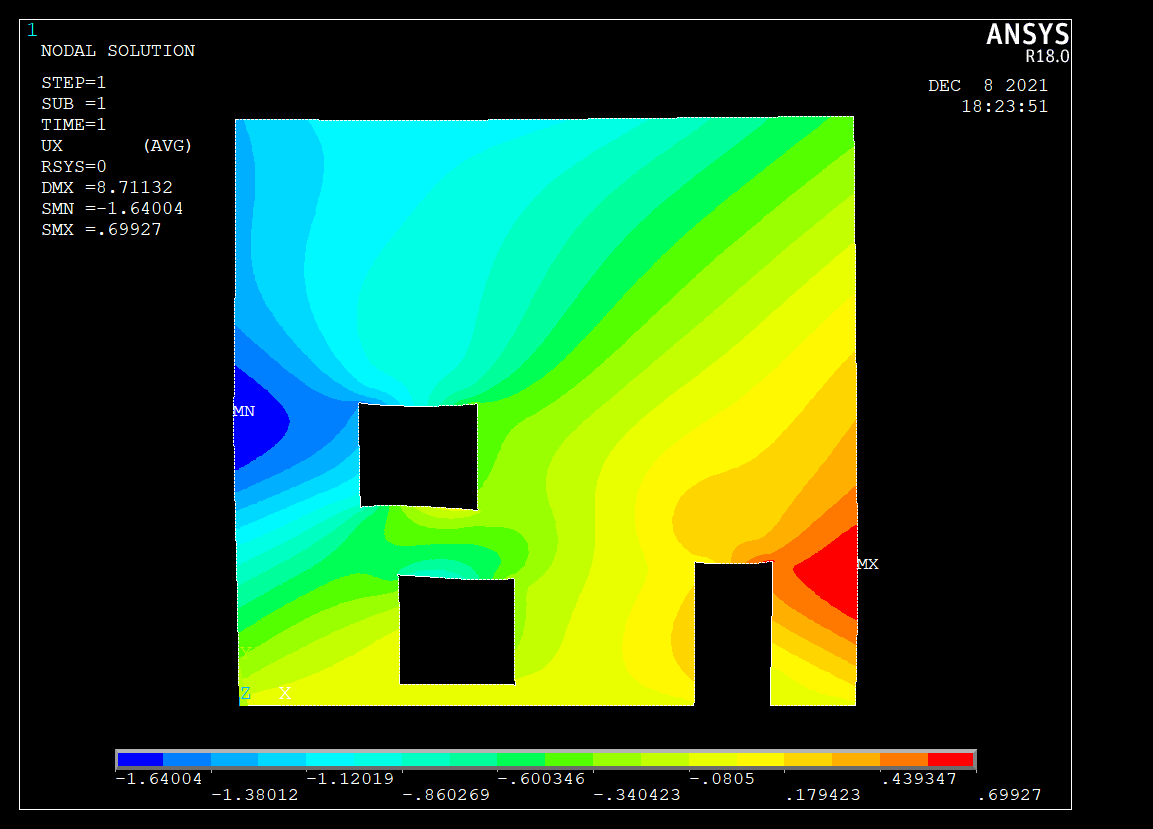 1
ANSYS
R18.0
NODAL SOLUTION
STEP=1
SUB =1
TIME=1
UX (AVG)
RSYS=0
DMX =8.71132
SMN =-1.64004
SMX =.69927
DEC 8 2021
18:23:51
MN
MX
Z X
-1.64004 -1.12019 -.600346 -.0805 .439347
-1.38012 -.860269 -.340423 .179423 .69927